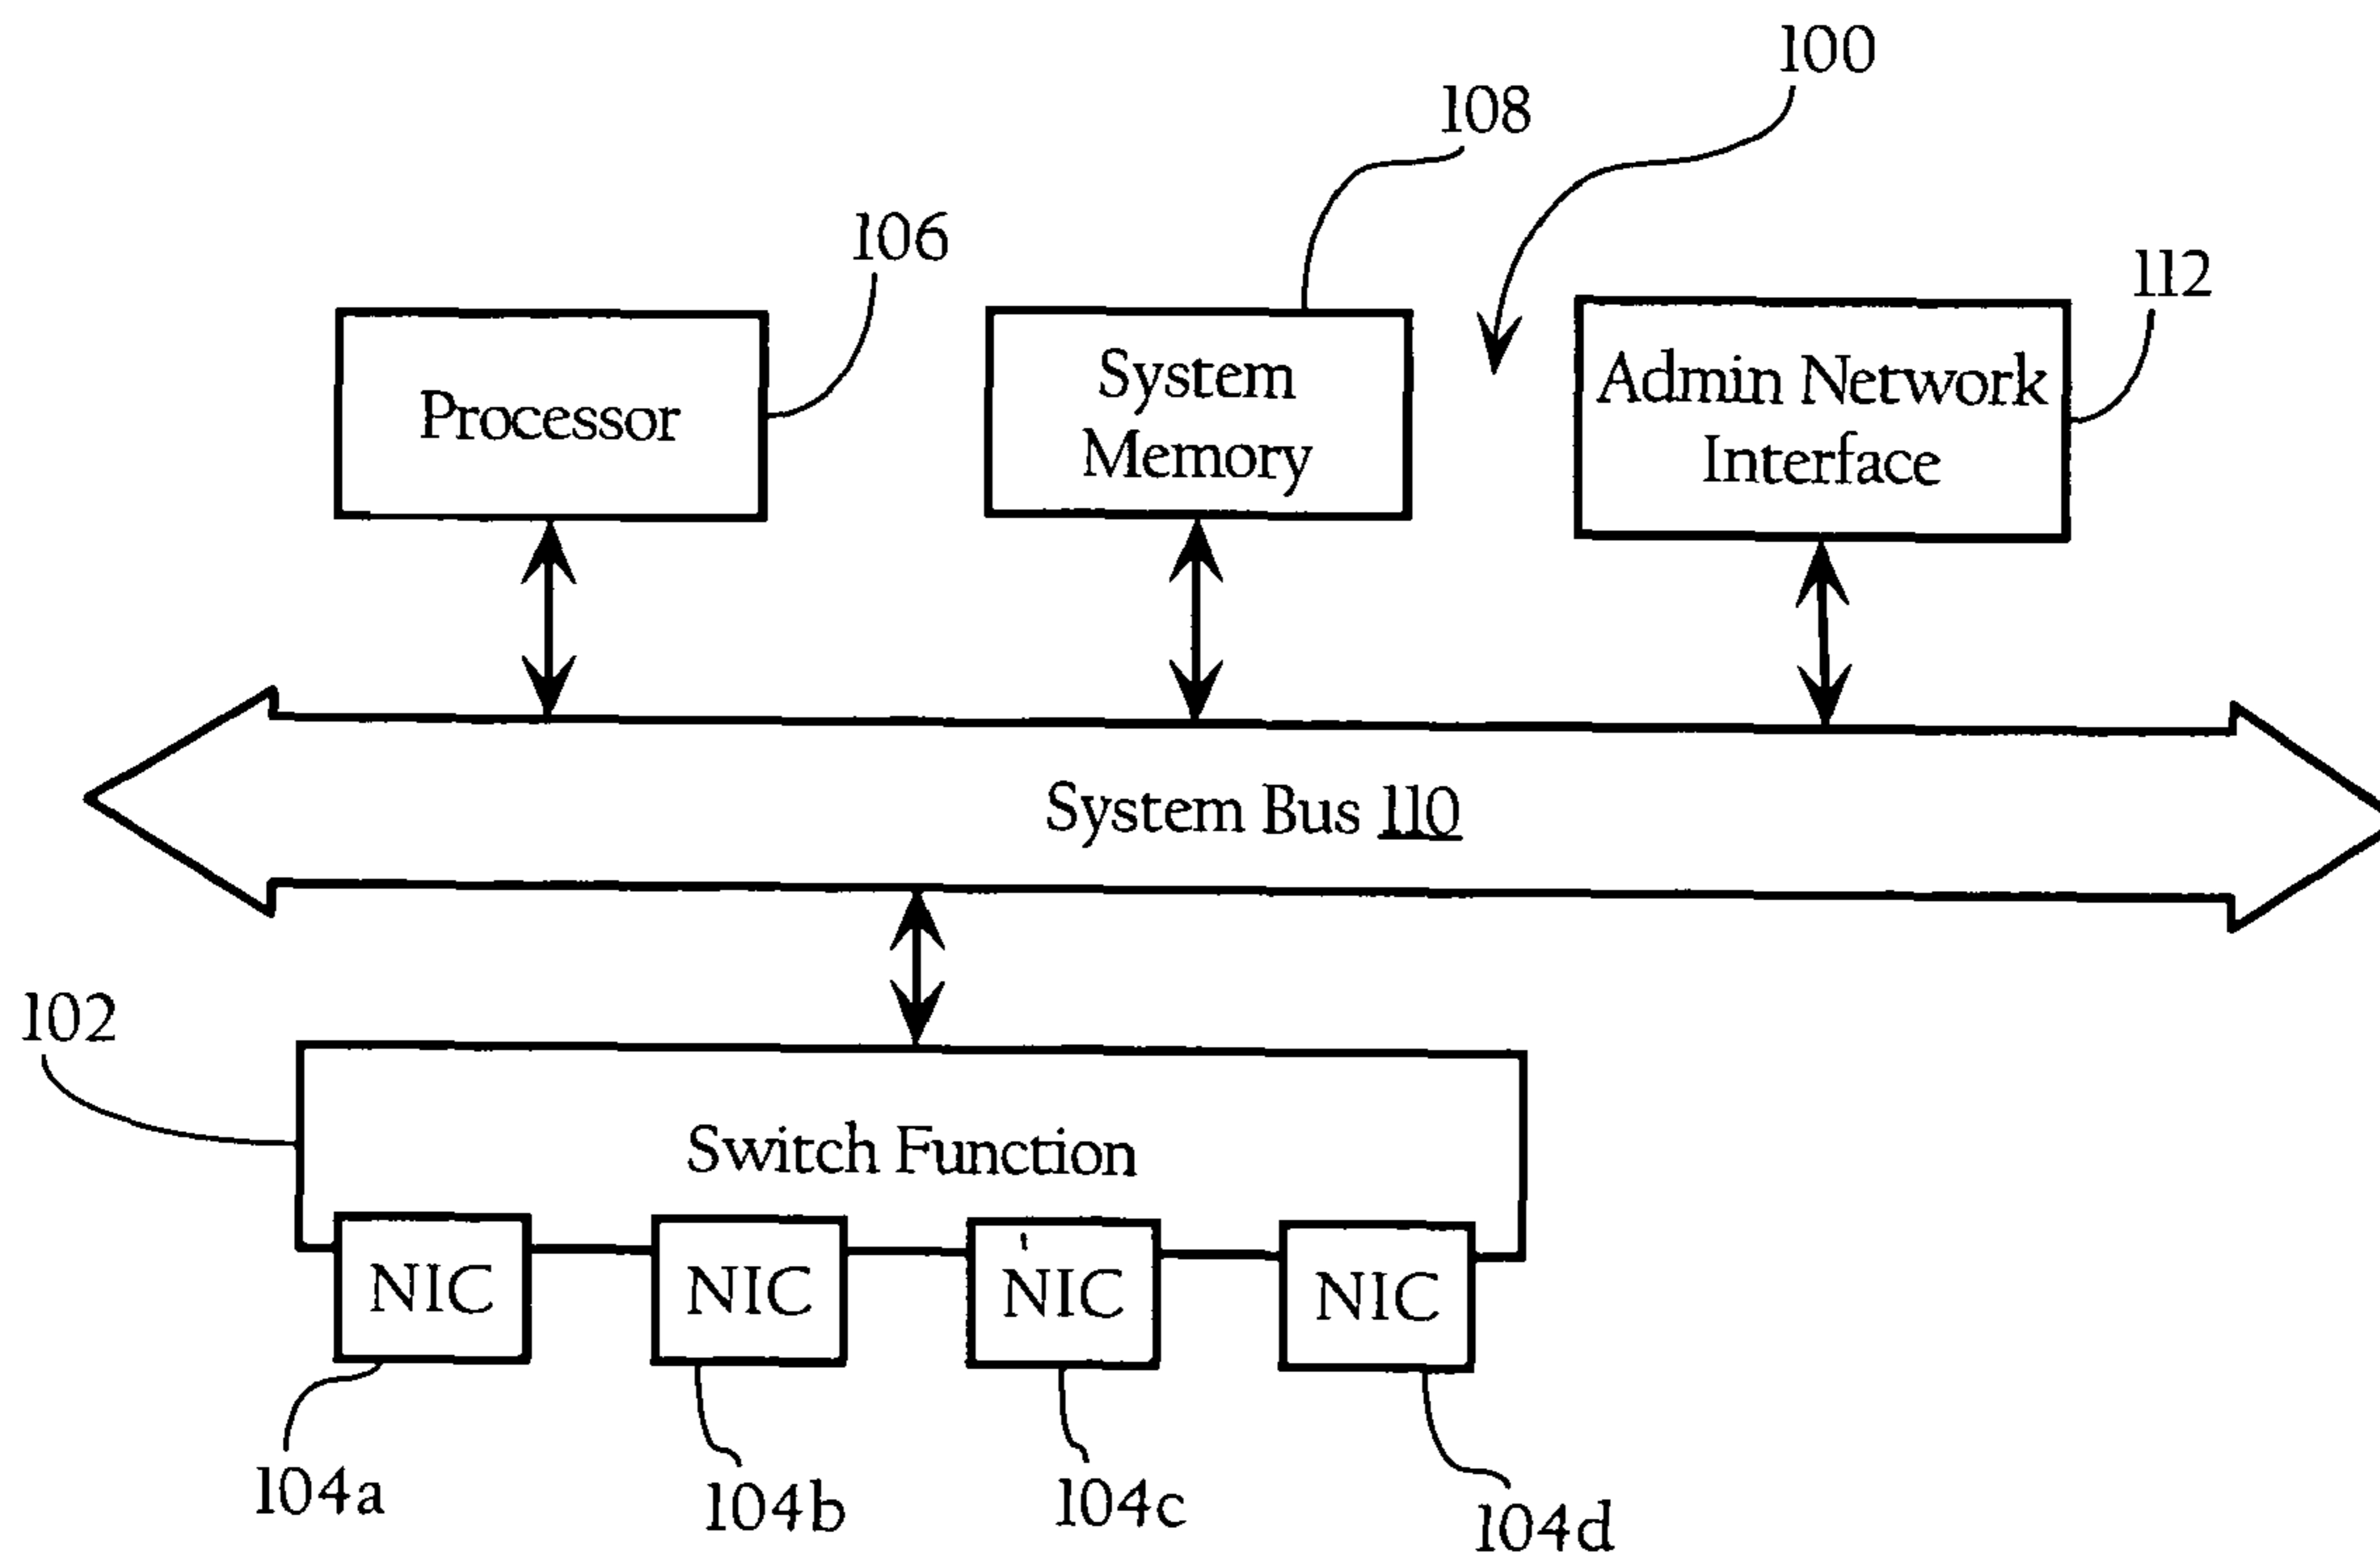 100
108
106
112
Processor
System
Memory
Admin Network
Interface
System Bus 110
102
Switch Function
NIC
NIC
NIC
NIC
104a
104b
104c
104d